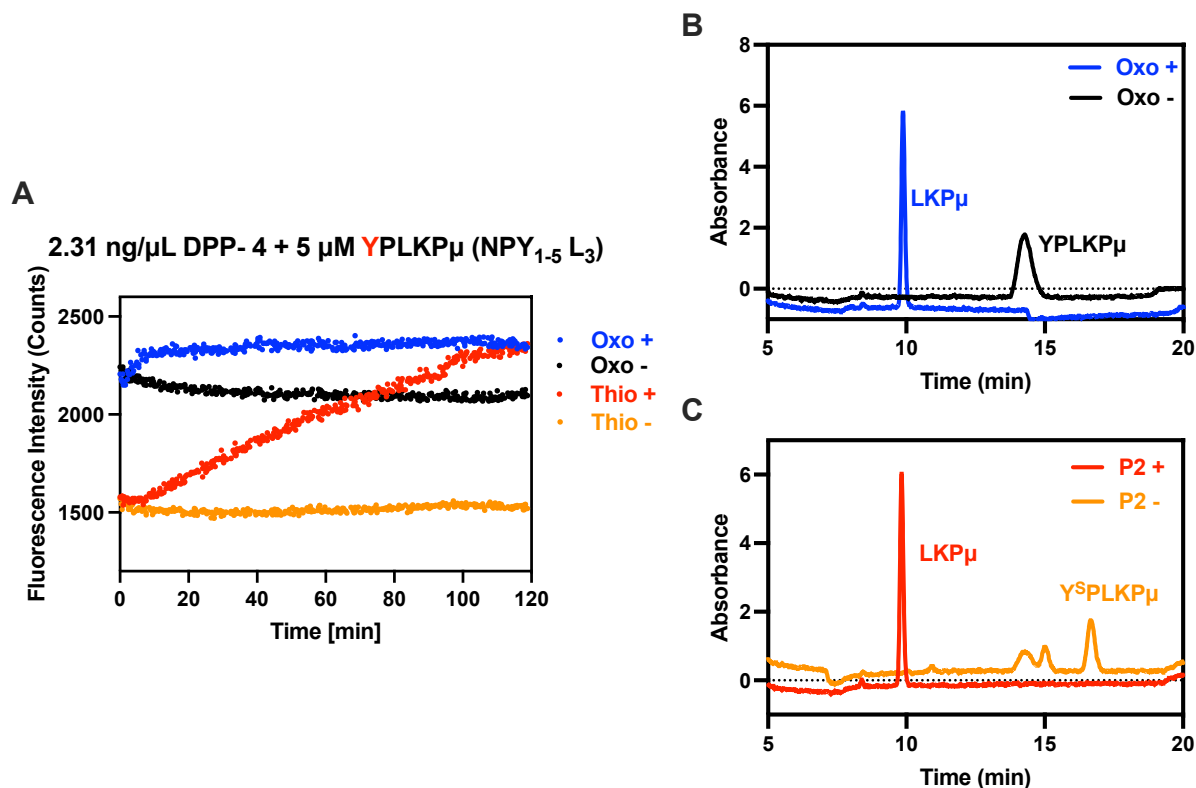 A
2.31 ng/µL DPP- 4 + 5 µM YPLKPµ (NPY₁₋₅ L₃)
Fluorescence Intensity (Counts)
2500
2000
1500
0
20
40
60
80
100
120
Time [min]
Oxo +
Oxo -
Thio +
Thio -
B
Absorbance
8
6
4
2
0
5
10
15
20
Time (min)
Oxo +
Oxo -
LKPµ
YPLKPµ
C
Absorbance
6
4
2
0
5
10
15
20
Time (min)
P2 +
P2 -
LKPµ
YˢPLKPµ